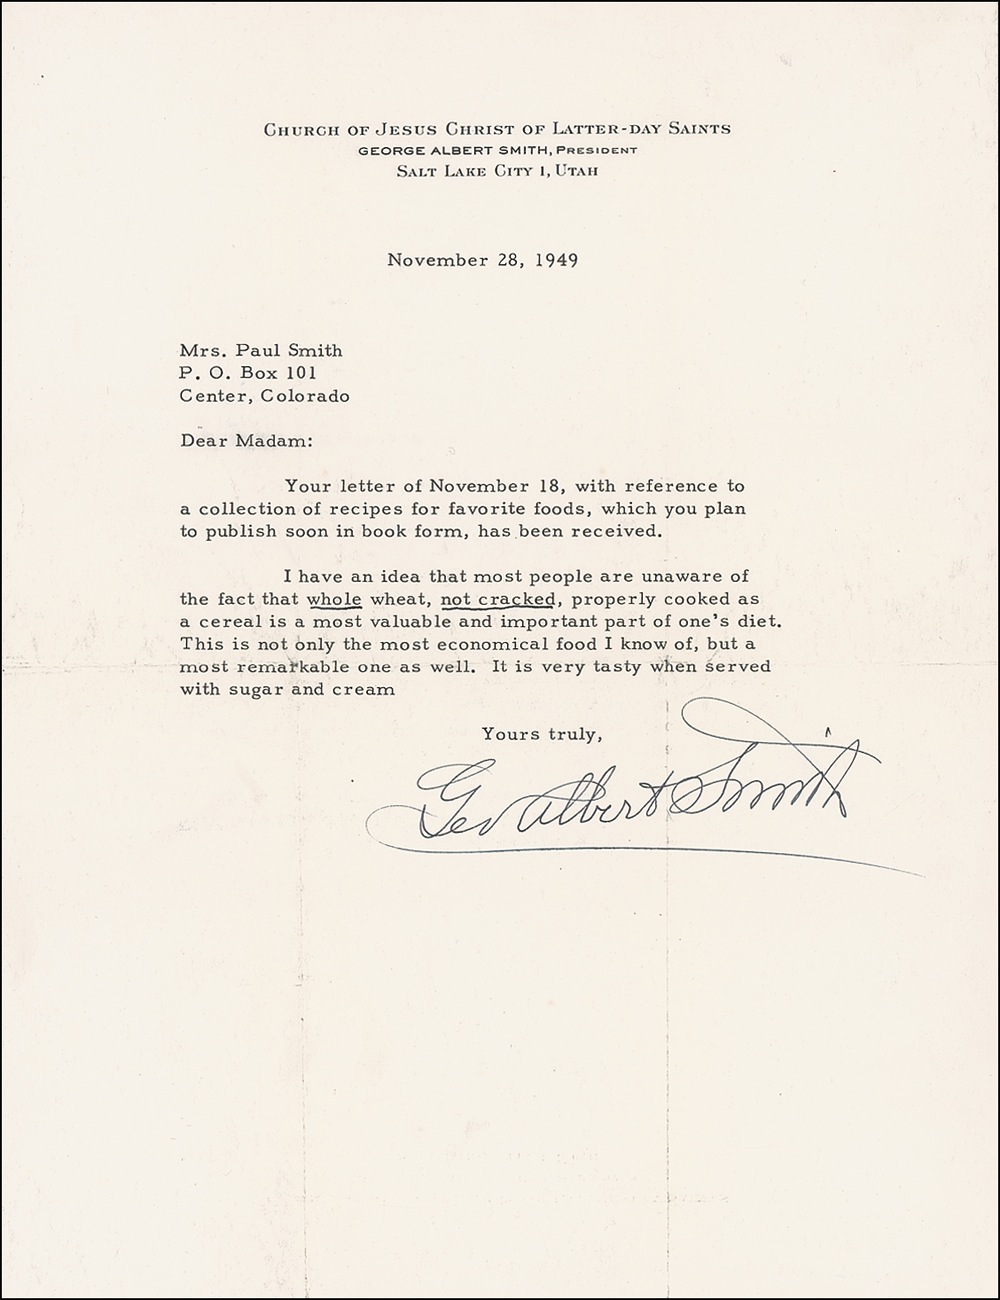 CHURCH OF JESUS CHRIST OF LATTER-DAY SAINTS
GEORGE ALBERT SMITH, PRESIDENT
SALT LAKE CITY 1, UTAH
November 28, 1949
Mrs. Paul Smith
P. O. Box 101
Center, Colorado
Dear Madam:
Your letter of November 18, with reference to
a collection of recipes for favorite foods, which you plan
to publish soon in book form, has been received.
I have an idea that most people are unaware of
the fact that whole wheat, not cracked, properly cooked as
a cereal is a most valuable and important part of one's diet.
This is not only the most economical food I know of, but a
most remarkable one as well. It is very tasty when served
with sugar and cream
Yours truly,
Geo Albert Smith